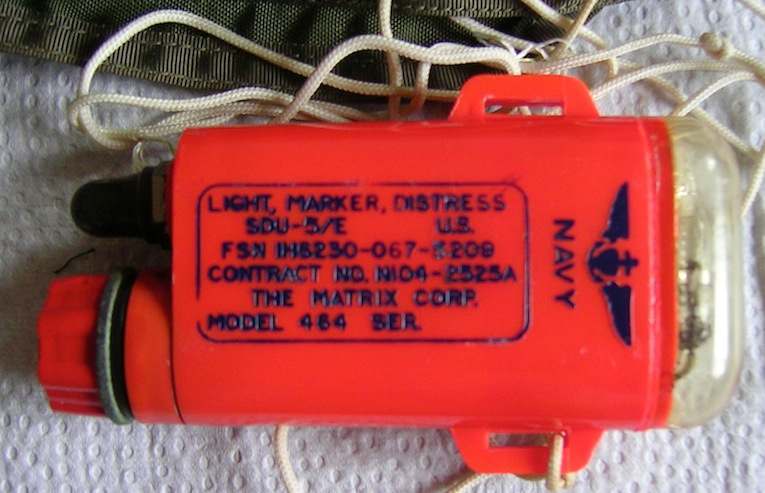 LIGHT, MARKER, DISTRESS
SDU-5/E U.S.
FSN 1H6230-067-5209
CONTRACT NO. N104-2525A
THE MATRIX CORP.
MODEL 464 SER.
NAVY